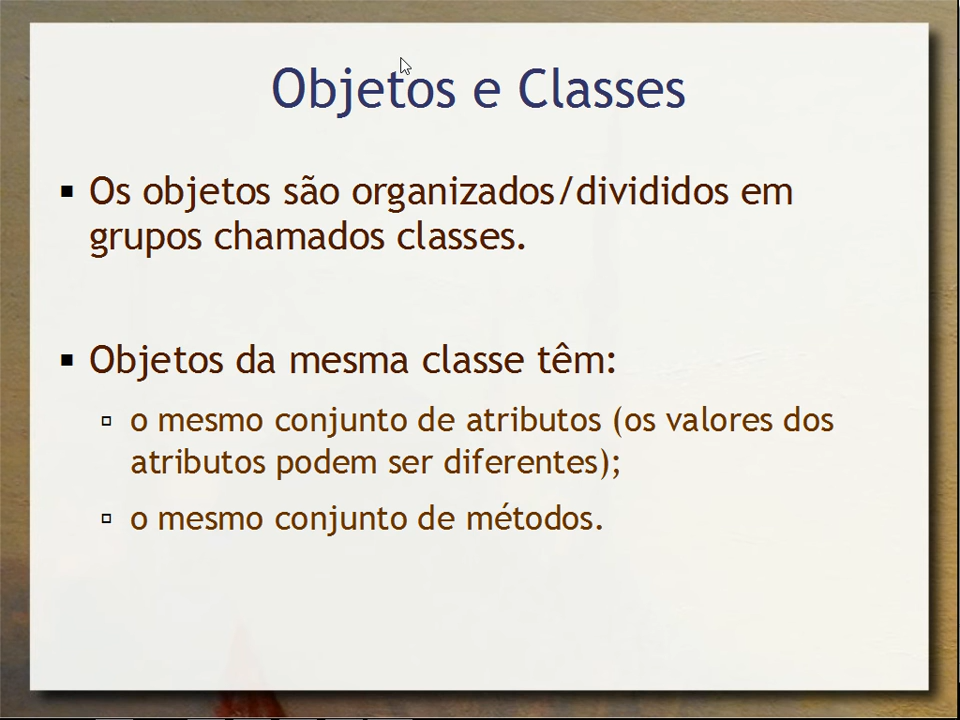 Objetos e Classes
Os objetos são organizados/divididos em
grupos chamados classes.
Objetos da mesma classe têm:
o mesmo conjunto de atributos (os valores dos
atributos podem ser diferentes);
o mesmo conjunto de métodos.